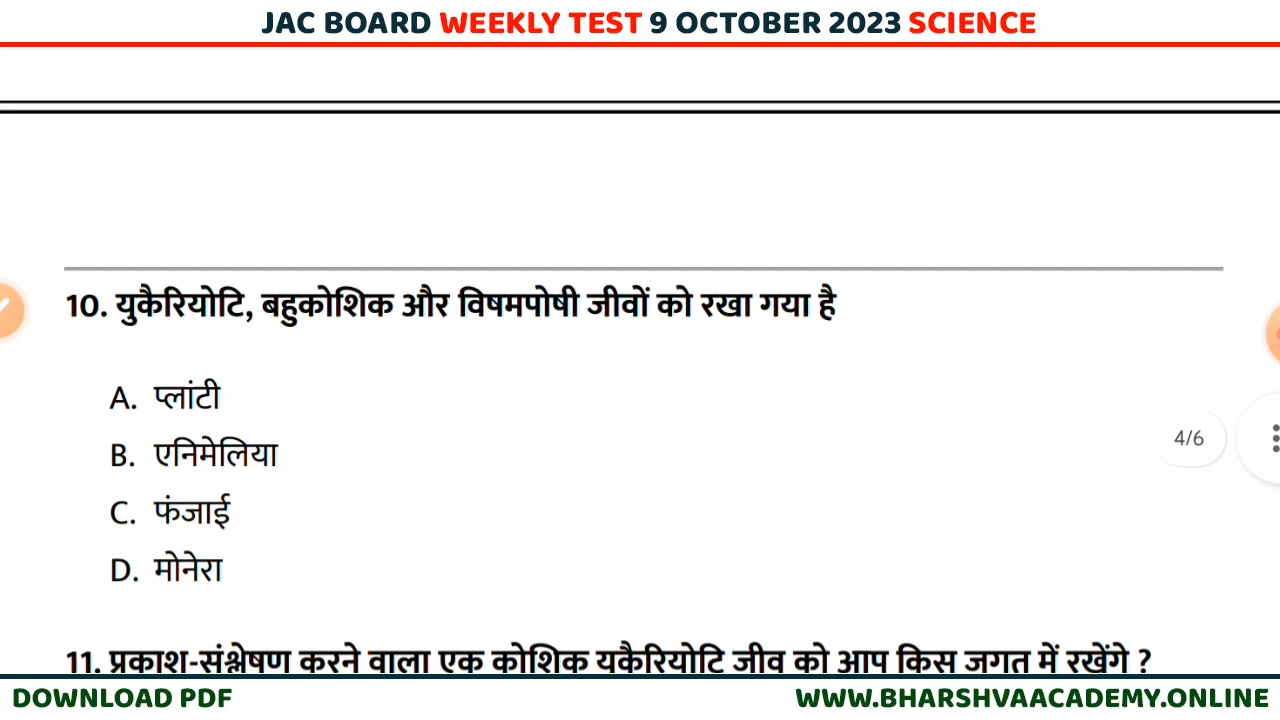 JAC BOARD WEEKLY TEST 9 OCTOBER 2023 SCIENCE
10. युकैरियोटि, बहुकोशिक और विषमपोषी जीवों को रखा गया है
A. प्लांटी
B. एनिमेलिया
4/6
C. फंजाई
D. मोनेरा
11. प्रकाश-संश्लेषण करने वाला एक कोशिक युकैरियोटि जीव को आप किस जगत में रखेंगे ?
DOWNLOAD PDF
WWW.BHARSHVAACADEMY.ONLINE